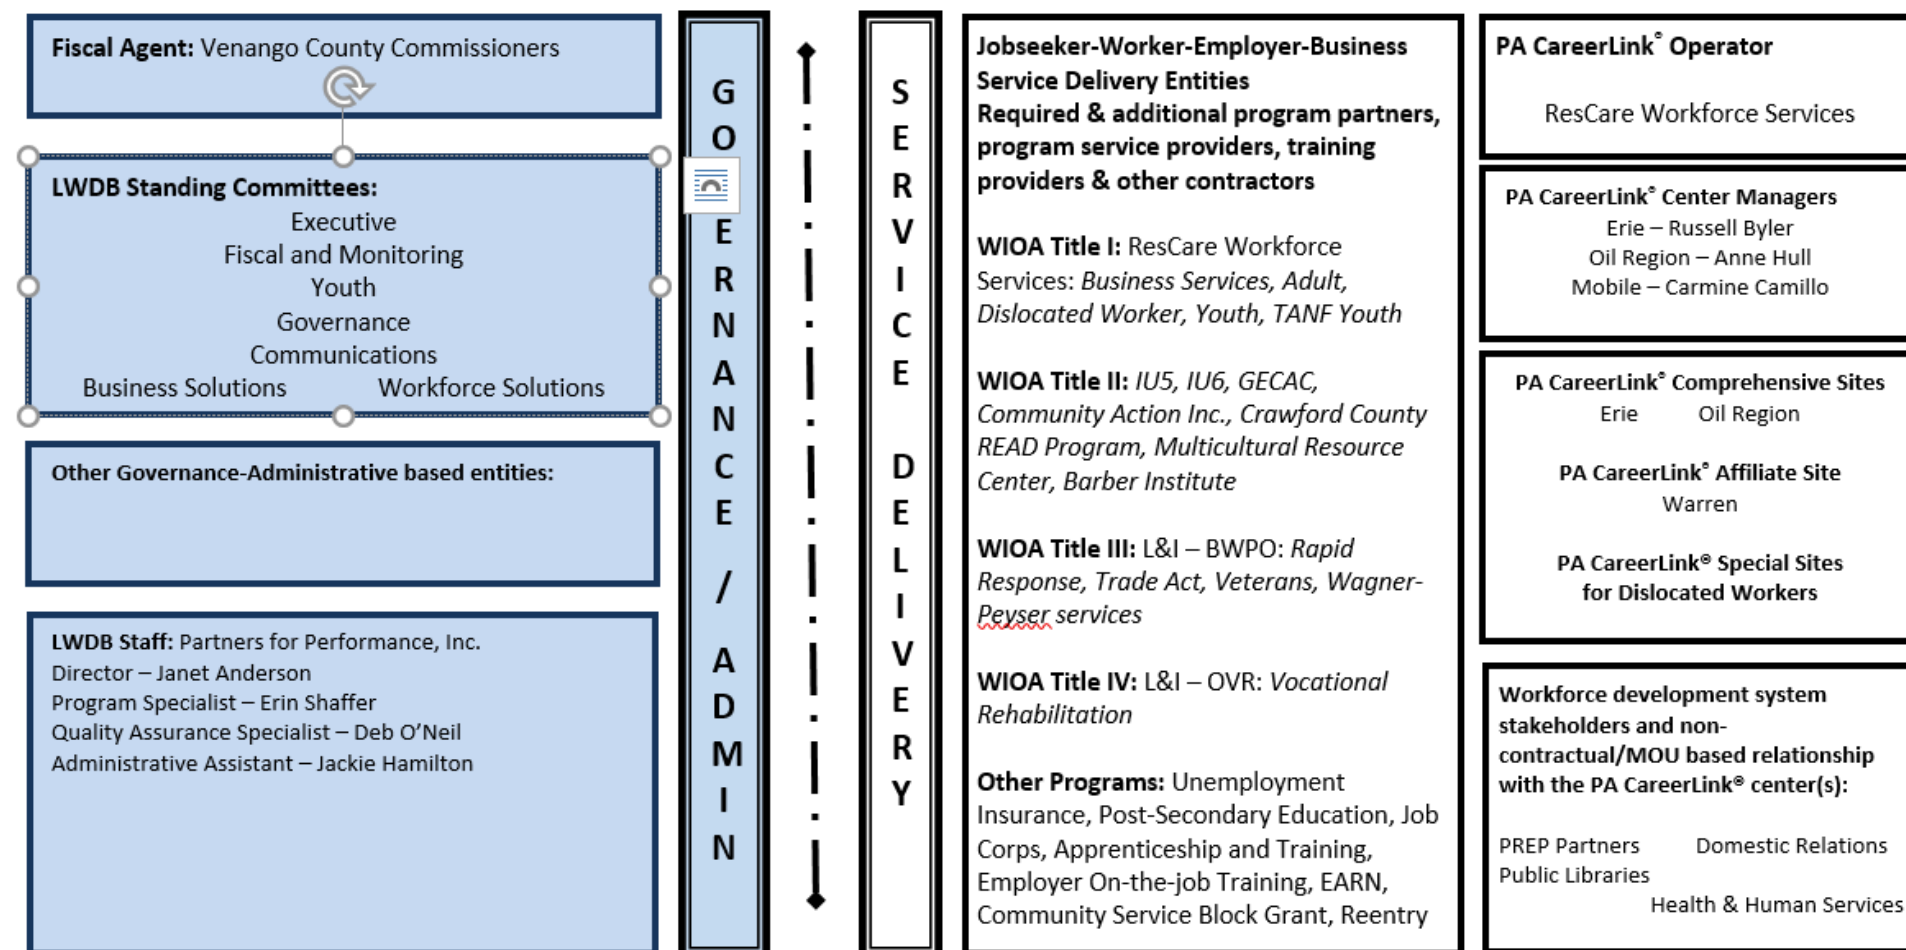 Fiscal Agent: Venango County Commissioners
LWDB Standing Committees:
Executive
Fiscal and Monitoring
Youth
Governance
Communications
Business Solutions Workforce Solutions
Other Governance-Administrative based entities:
LWDB Staff: Partners for Performance, Inc.
Director – Janet Anderson
Program Specialist – Erin Shaffer
Quality Assurance Specialist – Deb O’Neil
Administrative Assistant – Jackie Hamilton
G
O
E
R
N
A
N
C
E
/
A
D
M
I
N
S
E
R
V
I
C
E
D
E
L
I
V
E
R
Y
Jobseeker-Worker-Employer-Business
Service Delivery Entities
Required & additional program partners,
program service providers, training
providers & other contractors
WIOA Title I: ResCare Workforce
Services: Business Services, Adult,
Dislocated Worker, Youth, TANF Youth
WIOA Title II: IU5, IU6, GECAC,
Community Action Inc., Crawford County
READ Program, Multicultural Resource
Center, Barber Institute
WIOA Title III: L&I – BWPO: Rapid
Response, Trade Act, Veterans, Wagner-
Peyser services
WIOA Title IV: L&I – OVR: Vocational
Rehabilitation
Other Programs: Unemployment
Insurance, Post-Secondary Education, Job
Corps, Apprenticeship and Training,
Employer On-the-job Training, EARN,
Community Service Block Grant, Reentry
PA CareerLink® Operator
ResCare Workforce Services
PA CareerLink® Center Managers
Erie – Russell Byler
Oil Region – Anne Hull
Mobile – Carmine Camillo
PA CareerLink® Comprehensive Sites
Erie Oil Region
PA CareerLink® Affiliate Site
Warren
PA CareerLink® Special Sites
for Dislocated Workers
Workforce development system
stakeholders and non-
contractual/MOU based relationship
with the PA CareerLink® center(s):
PREP Partners Domestic Relations
Public Libraries
Health & Human Services